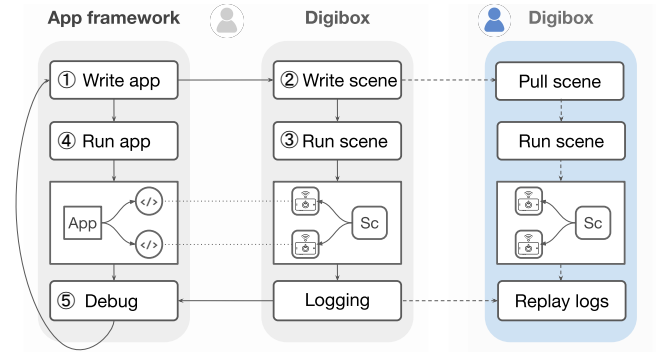 App framework
Digibox
Digibox
① Write app
② Write scene
Pull scene
④ Run app
③ Run scene
Run scene
App
</>
</>
Sc
Sc
⑤ Debug
Logging
Replay logs